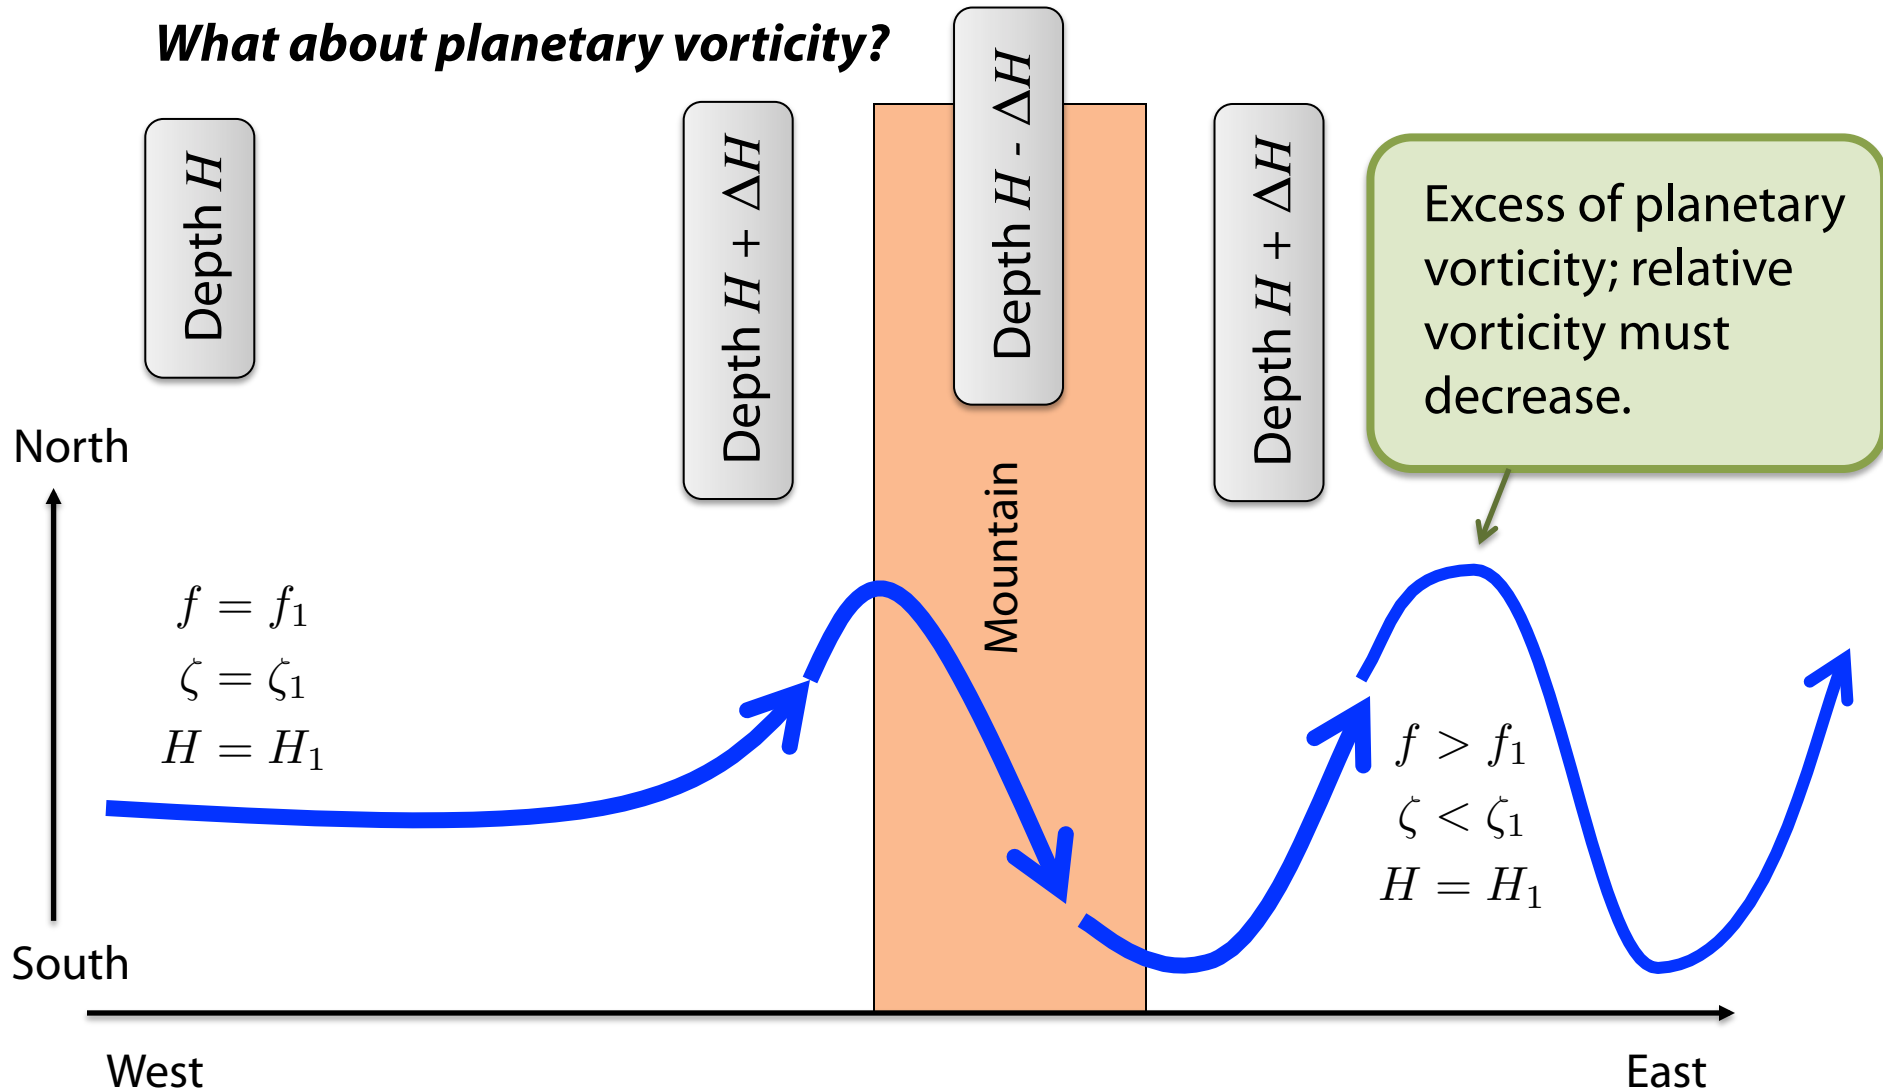 What about planetary vorticity?
Depth H
Depth H + ΔH
Depth H - ΔH
Depth H + ΔH
Excess of planetary
vorticity; relative
vorticity must
decrease.
North
Mountain
f = f₁
ζ = ζ₁
H = H₁
f > f₁
ζ < ζ₁
H = H₁
South
West
East